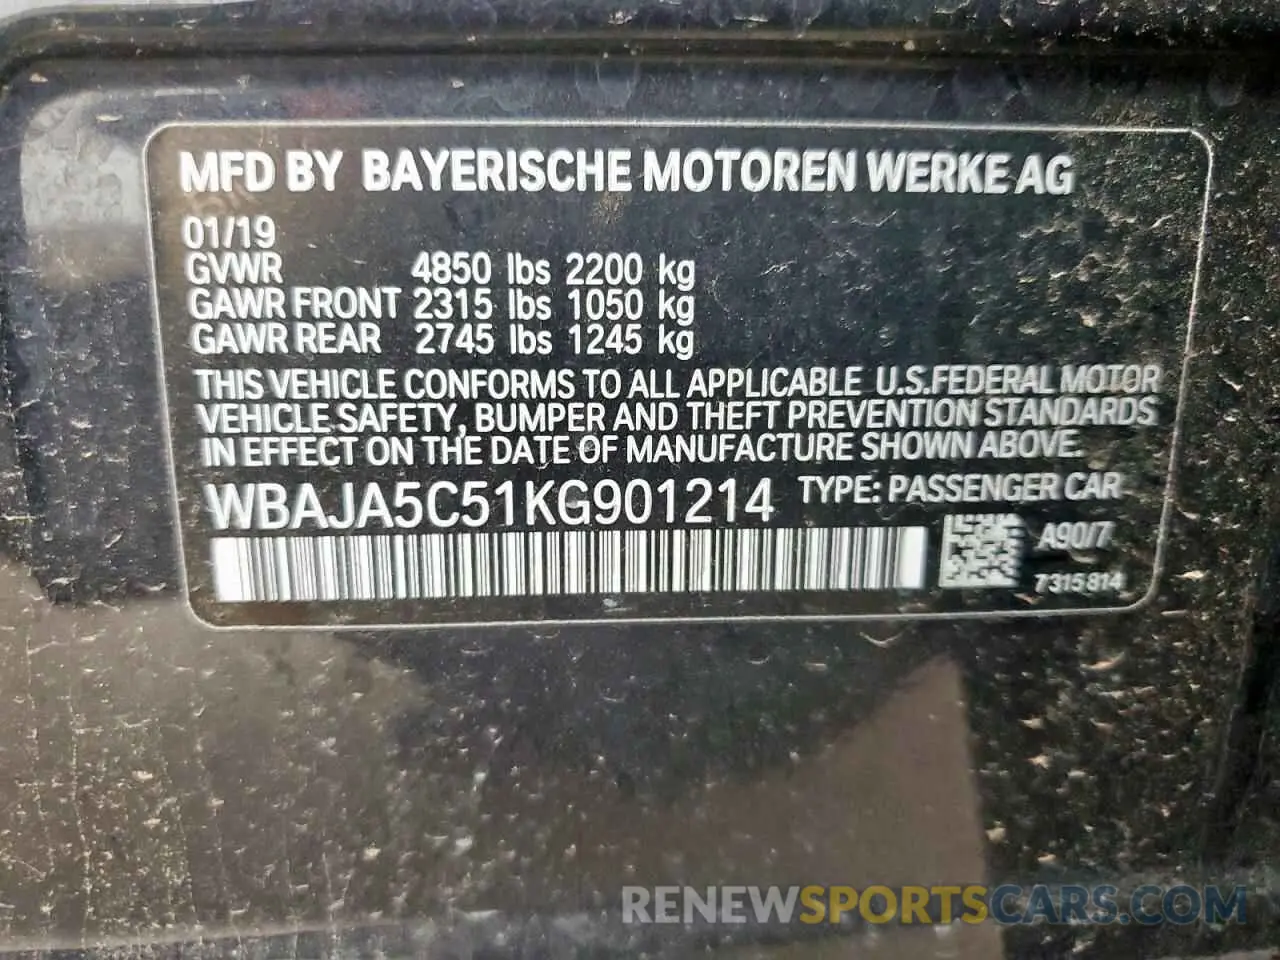 MFD BY BAYERISCHE MOTOREN WERKE AG
01/19
GVWR 4850 lbs 2200 kg
GAWR FRONT 2315 lbs 1050 kg
GAWR REAR 2745 lbs 1245 kg
THIS VEHICLE CONFORMS TO ALL APPLICABLE U.S.FEDERAL MOTOR
VEHICLE SAFETY, BUMPER AND THEFT PREVENTION STANDARDS
IN EFFECT ON THE DATE OF MANUFACTURE SHOWN ABOVE.
WBAJA5C51KG901214 TYPE: PASSENGER CAR
A90/7
7315814
RENEWSPORTSCARS.COM